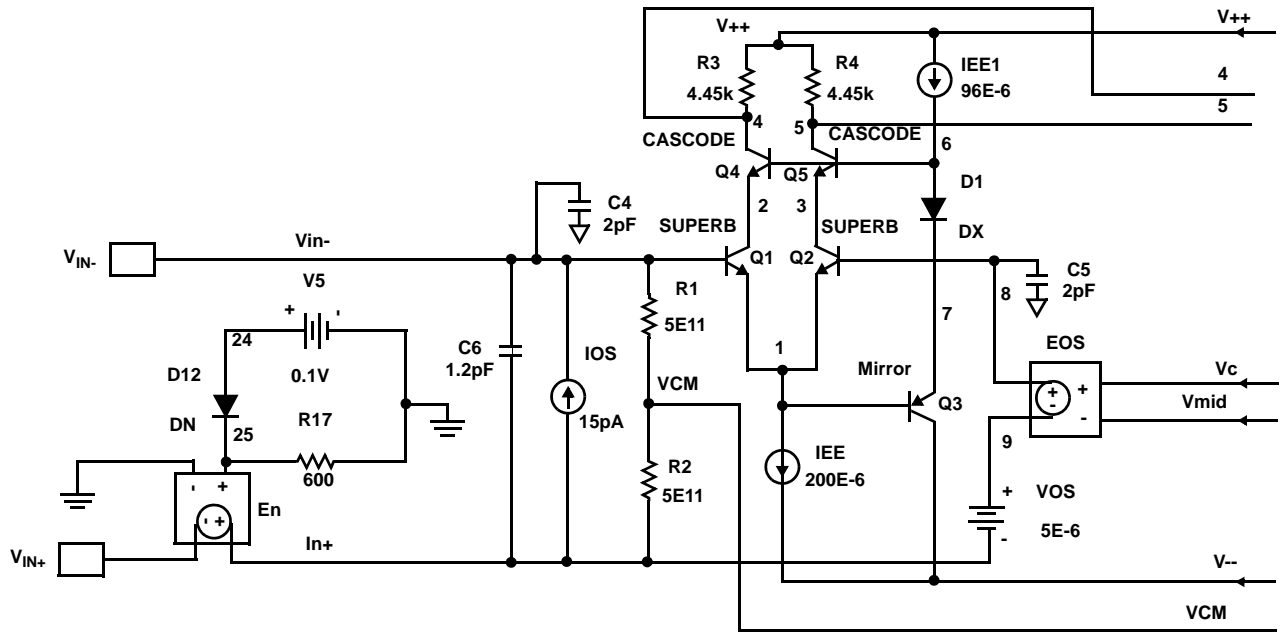 V++
V++
R3
4.45k
R4
4.45k
IEE1
96E-6
4
5
4
5
CASCODE
CASCODE
6
Q4
Q5
D1
C4
2pF
2
3
SUPERB
SUPERB
DX
VIN-
Vin-
Q1
Q2
C5
2pF
V5
+
-
R1
5E11
8
7
24
EOS
1
D12
0.1V
C6
1.2pF
IOS
VCM
Mirror
Vc
+
-
+
-
Vmid
DN
R17
15pA
Q3
25
9
600
IEE
200E-6
R2
5E11
- +
En
- +
+
VOS
5E-6
-
In+
VIN+
V--
VCM